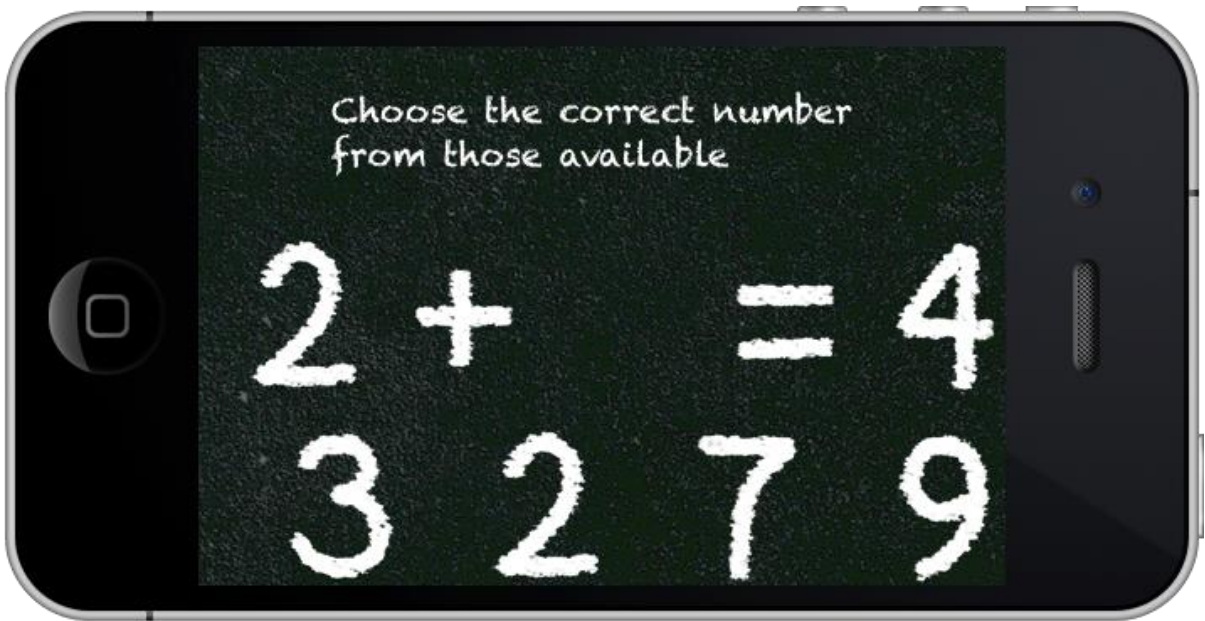 Choose the correct number
from those available
2 + = 4
3 2 7 9